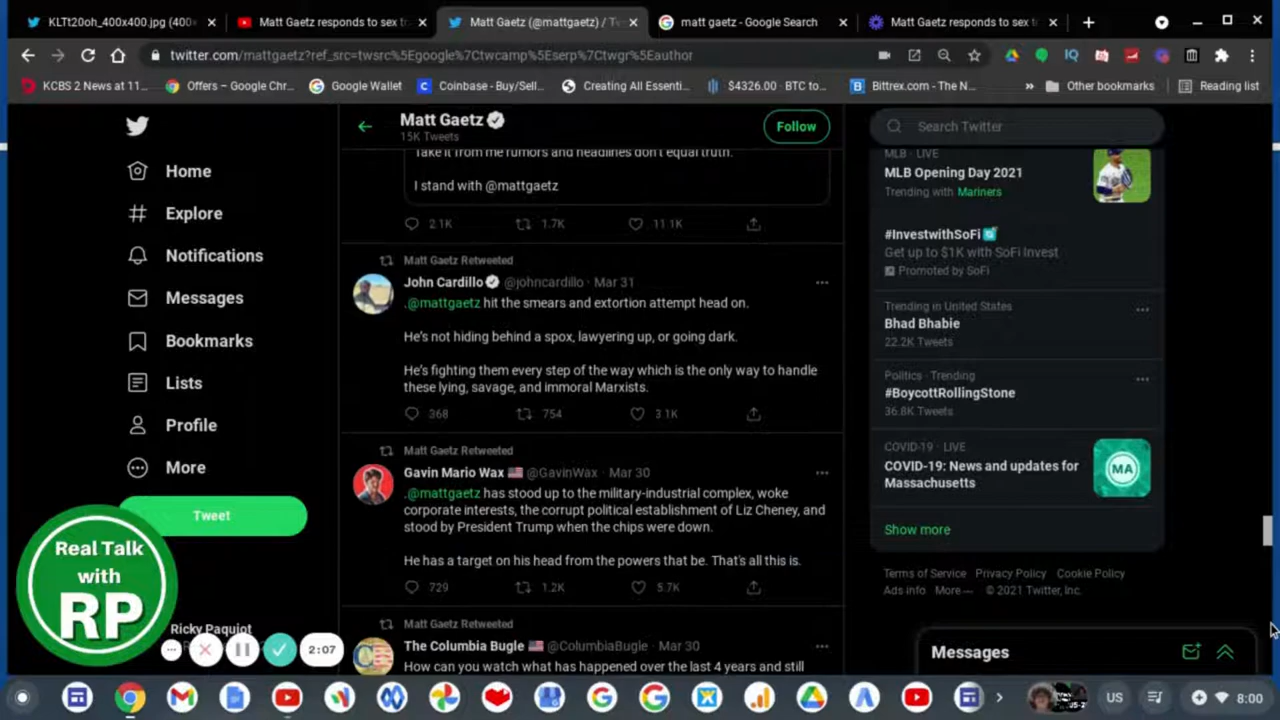 KLTt20oh_400x400.jpg (400×
Matt Gaetz responds to sex tr
Matt Gaetz (@mattgaetz) / Tw
matt gaetz - Google Search
Matt Gaetz responds to sex t
twitter.com/mattgaetz?ref_src=twsrc%5Egoogle%7Ctwcamp%5Eserp%7Ctwgr%5Eauthor
KCBS 2 News at 11...
Offers – Google Chr...
Google Wallet
Coinbase - Buy/Sell...
Creating All Essenti...
$4326.00 - BTC to...
Bittrex.com - The N...
Other bookmarks
Reading list
Home
Explore
Notifications
Messages
Bookmarks
Lists
Profile
More
Tweet
Real Talk
with
RP
Ricky Paquiot
2:07
Matt Gaetz
15K Tweets
Follow
Take it from me rumors and headlines don't equal truth.
I stand with @mattgaetz
2.1K 1.7K 11.1K
Matt Gaetz Retweeted
John Cardillo @johncardillo · Mar 31
.@mattgaetz hit the smears and extortion attempt head on.
He's not hiding behind a spox, lawyering up, or going dark.
He's fighting them every step of the way which is the only way to handle
these lying, savage, and immoral Marxists.
368 754 3.1K
Matt Gaetz Retweeted
Gavin Mario Wax @GavinWax · Mar 30
.@mattgaetz has stood up to the military-industrial complex, woke
corporate interests, the corrupt political establishment of Liz Cheney, and
stood by President Trump when the chips were down.
He has a target on his head from the powers that be. That's all this is.
729 1.2K 5.7K
Matt Gaetz Retweeted
The Columbia Bugle @ColumbiaBugle · Mar 30
How can you watch what has happened over the last 4 years and still
Search Twitter
MLB · LIVE
MLB Opening Day 2021
Trending with Mariners
#InvestwithSoFi
Get up to $1K with SoFi Invest
Promoted by SoFi
Trending in United States
Bhad Bhabie
22.2K Tweets
Politics · Trending
#BoycottRollingStone
36.8K Tweets
COVID-19 · LIVE
COVID-19: News and updates for
Massachusetts
MA
Show more
Terms of Service Privacy Policy Cookie Policy
Ads info More © 2021 Twitter, Inc.
Messages
US
8:00